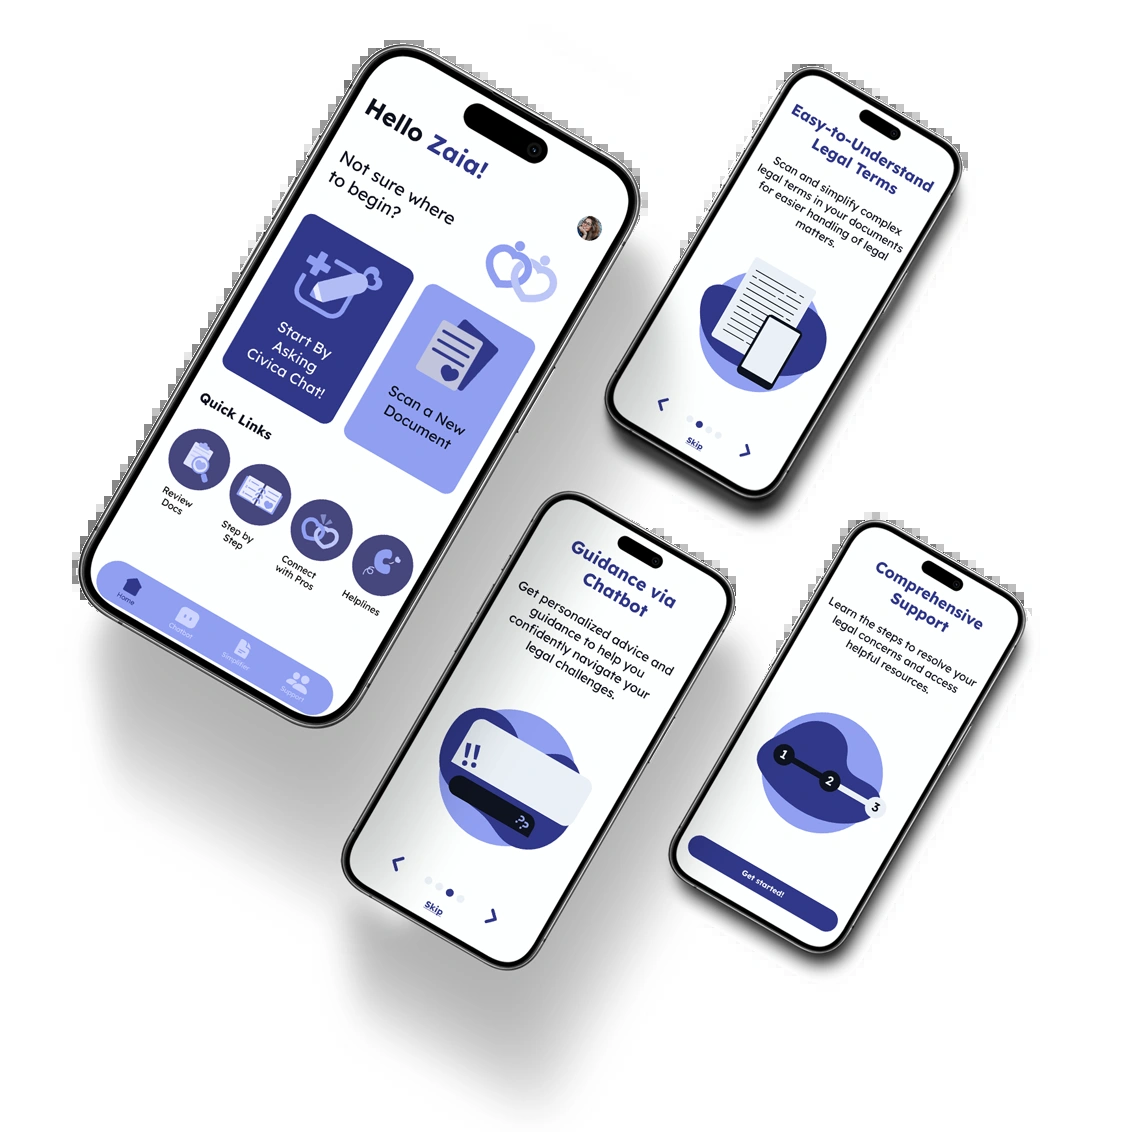 Hello Zaia!
Not sure where
to begin?
Start By
Asking
Civica Chat!
Scan a New
Document
Quick Links
Review
Docs
Step by
Step
Connect
with Pros
Helplines
Home
Chatbot
Simplifier
Support
Easy-to-Understand
Legal Terms
Scan and simplify complex
legal terms in your documents
for easier handling of legal
matters.
Skip
Guidance via
Chatbot
Get personalized advice and
guidance to help you
confidently navigate your
legal challenges.
!!
??
Skip
Comprehensive
Support
Learn the steps to resolve your
legal concerns and access
helpful resources.
1
2
3
Get started!